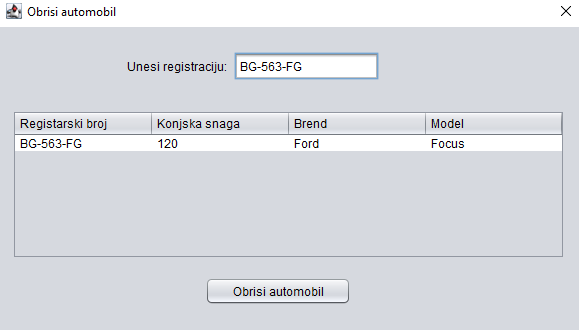 Obrisi automobil
Unesi registraciju: BG-563-FG
Registarski broj Konjska snaga Brend Model
BG-563-FG 120 Ford Focus
Obrisi automobil